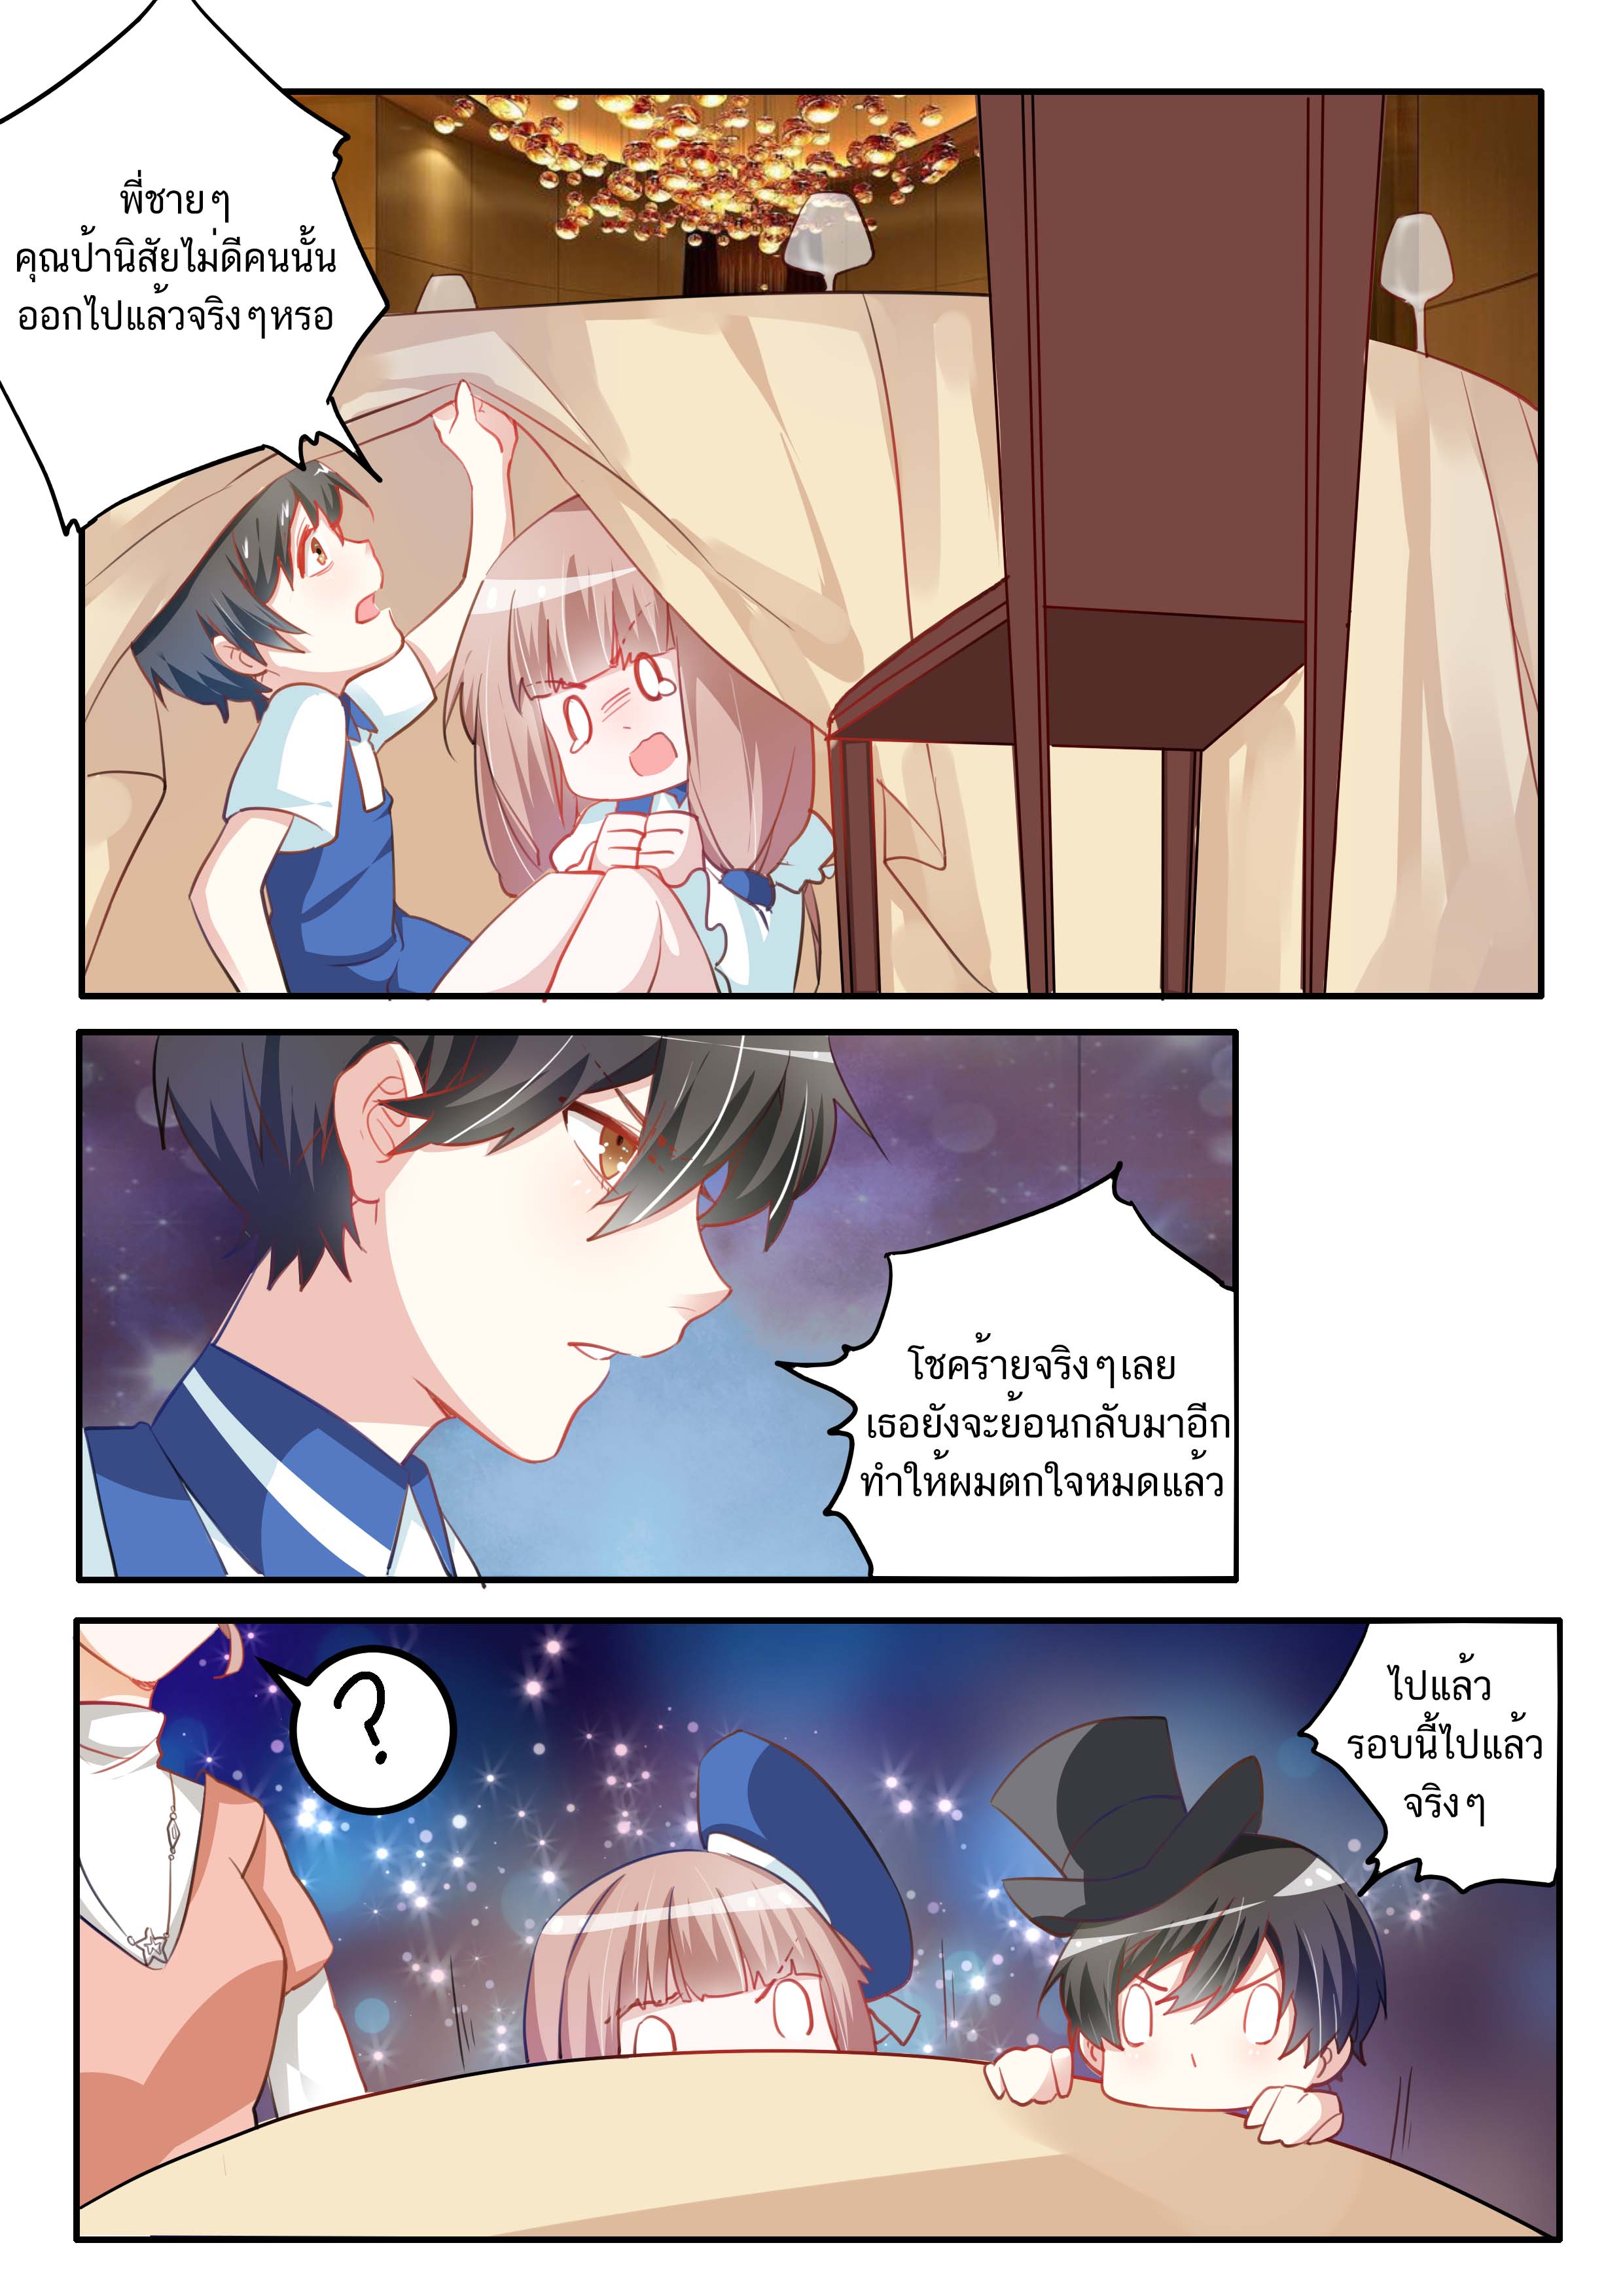 พี่ชายๆ
คุณป้านิสัยไม่ดีคนนั้น
ออกไปแล้วจริงๆหรอ
โชคร้ายจริงๆเลย
เธอยังจะย้อนกลับมาอีก
ทำให้ผมตกใจหมดแล้ว
?
ไปแล้ว
รอบนี้ไปแล้ว
จริงๆ